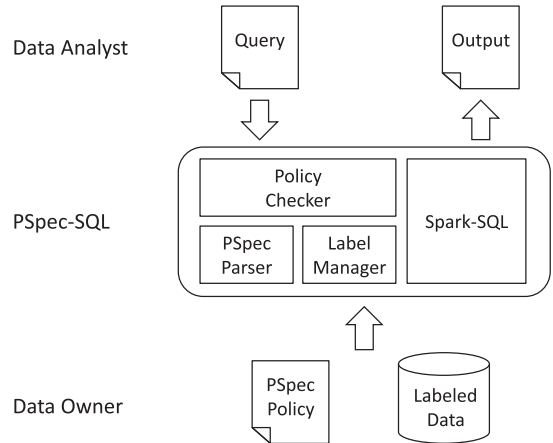 Data Analyst
Query
Output
PSpec-SQL
Policy
Checker
PSpec
Parser
Label
Manager
Spark-SQL
Data Owner
PSpec
Policy
Labeled
Data